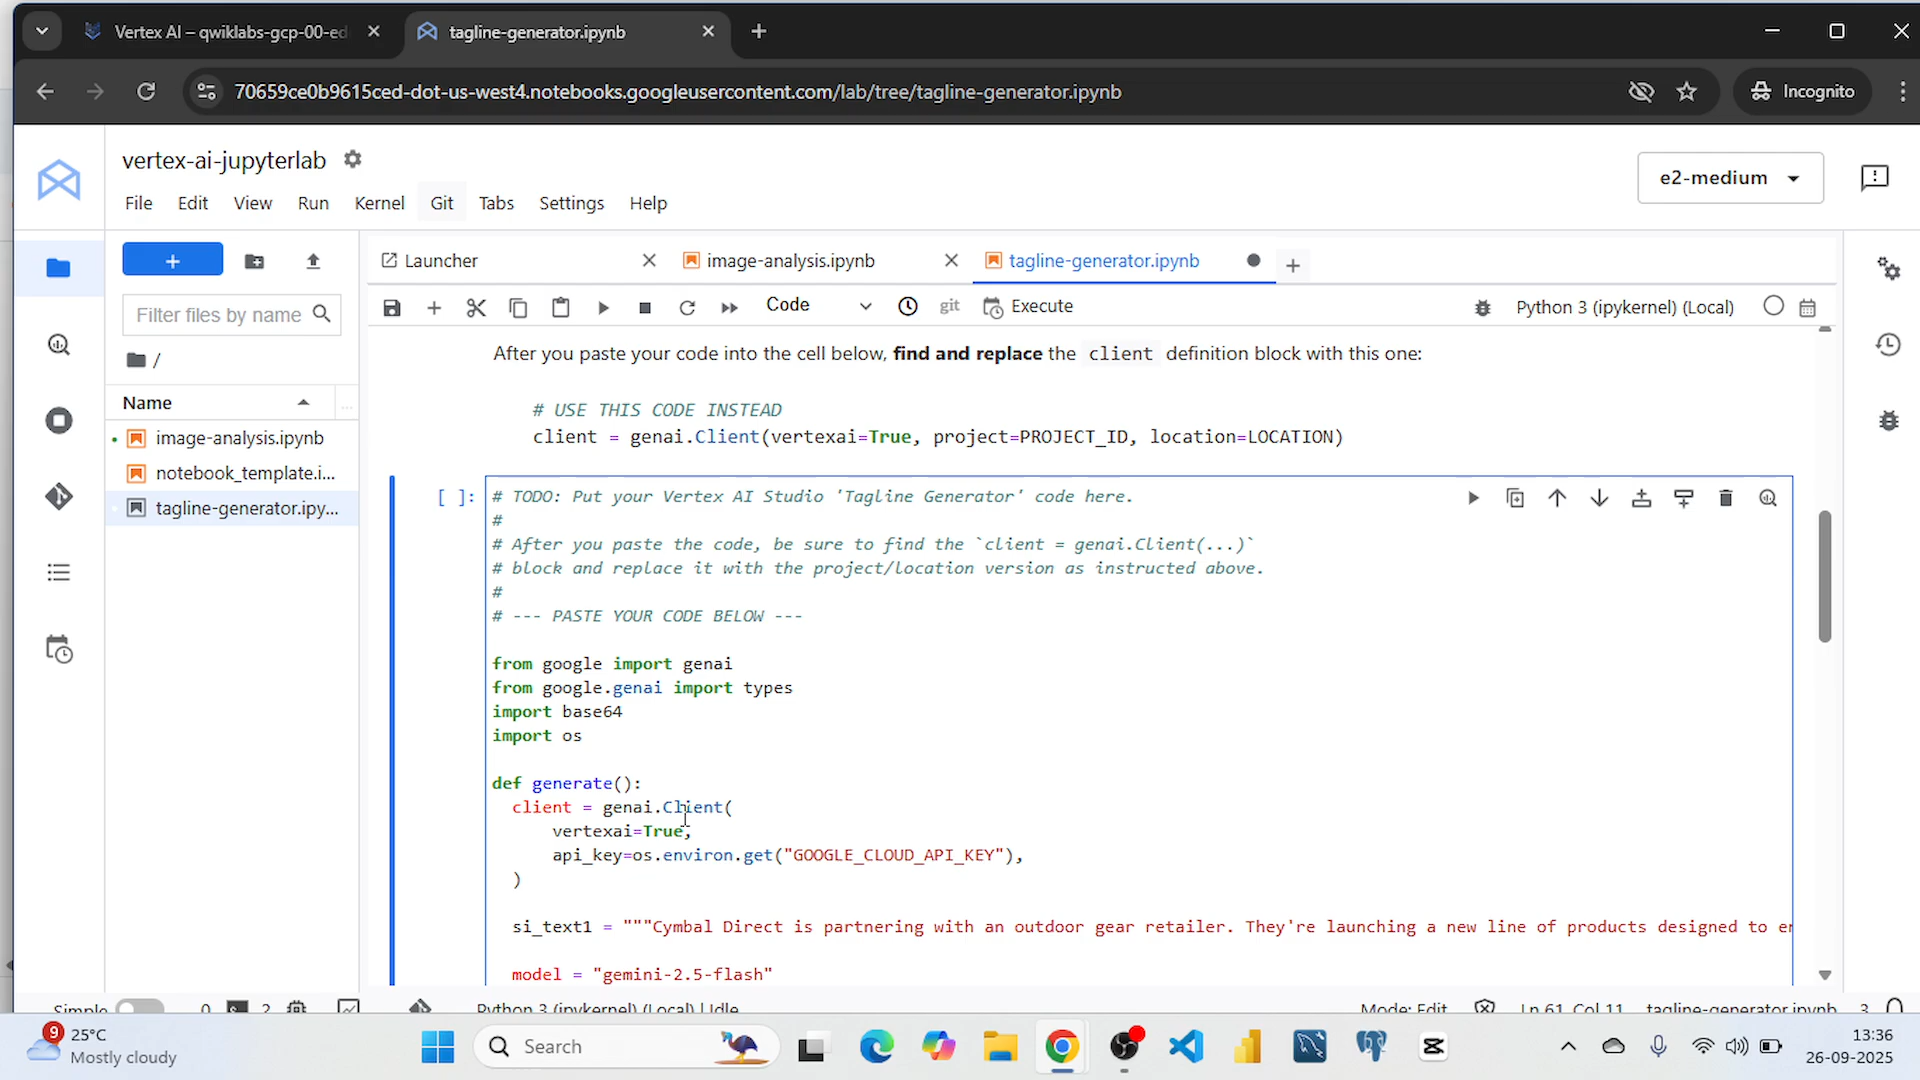 Vertex AI – qwiklabs-gcp-00-ed
tagline-generator.ipynb
70659ce0b9615ced-dot-us-west4.notebooks.googleusercontent.com/lab/tree/tagline-generator.ipynb
Incognito
vertex-ai-jupyterlab
e2-medium
File Edit View Run Kernel Git Tabs Settings Help
Launcher
image-analysis.ipynb
tagline-generator.ipynb
Filter files by name
Code
git
Execute
Python 3 (ipykernel) (Local)
/
Name
image-analysis.ipynb
notebook_template.i...
tagline-generator.ipy...
After you paste your code into the cell below, find and replace the client definition block with this one:
# USE THIS CODE INSTEAD
client = genai.Client(vertexai=True, project=PROJECT_ID, location=LOCATION)
[ ]:
# TODO: Put your Vertex AI Studio 'Tagline Generator' code here.
#
# After you paste the code, be sure to find the `client = genai.Client(...)`
# block and replace it with the project/location version as instructed above.
#
# --- PASTE YOUR CODE BELOW ---
from google import genai
from google.genai import types
import base64
import os
def generate():
client = genai.Client(
vertexai=True,
api_key=os.environ.get("GOOGLE_CLOUD_API_KEY"),
)
si_text1 = """Cymbal Direct is partnering with an outdoor gear retailer. They're launching a new line of products designed to
model = "gemini-2.5-flash"
Simple 0 2 Python 3 (ipykernel) (Local) | Idle Mode: Edit Ln 61, Col 11 tagline-generator.ipynb 3
9
25°C
Mostly cloudy
Search
13:36
26-09-2025